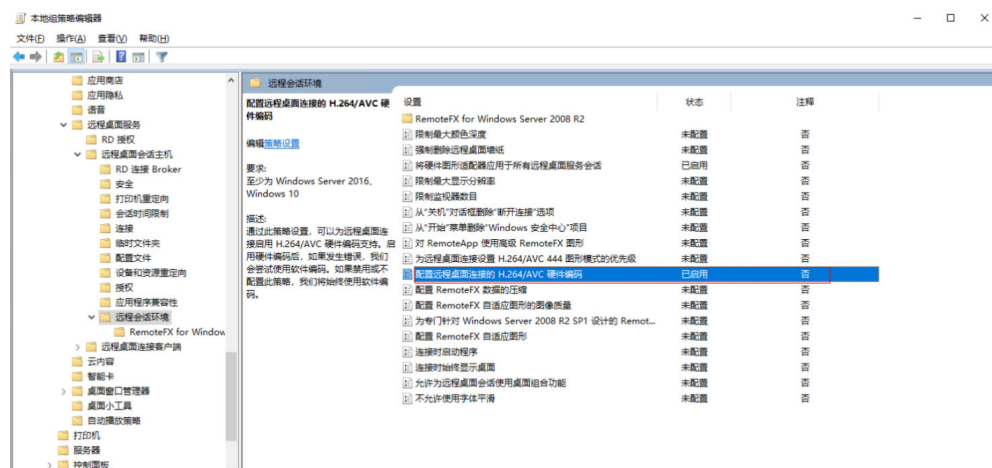 本地组策略编辑器
文件(F) 操作(A) 查看(V) 帮助(H)
应用商店
应用隐私
语音
远程桌面服务
RD 授权
远程桌面会话主机
RD 连接 Broker
安全
打印机重定向
会话时间限制
连接
临时文件夹
配置文件
设备和资源重定向
授权
应用程序兼容性
远程会话环境
RemoteFX for Window
远程桌面连接客户端
云内容
智能卡
桌面窗口管理器
桌面小工具
自动播放策略
打印机
服务器
控制面板
远程会话环境
配置远程桌面连接的 H.264/AVC 硬
件编码
编辑策略设置
要求:
至少为 Windows Server 2016、
Windows 10
描述:
通过此策略设置，可以为远程桌面连
接启用 H.264/AVC 硬件编码支持。启
用硬件编码后，如果发生错误，我们
会尝试使用软件编码。如果禁用或不
配置此策略，我们将始终使用软件编
码。
设置 状态 注释
RemoteFX for Windows Server 2008 R2
限制最大颜色深度 未配置 否
强制删除远程桌面墙纸 未配置 否
将硬件图形适配器应用于所有远程桌面服务会话 已启用 否
限制最大显示分辨率 未配置 否
限制监视器数目 未配置 否
从"关机"对话框删除"断开连接"选项 未配置 否
从"开始"菜单删除"Windows 安全中心"项目 未配置 否
对 RemoteApp 使用高级 RemoteFX 图形 未配置 否
为远程桌面连接设置 H.264/AVC 444 图形模式的优先级 未配置 否
配置远程桌面连接的 H.264/AVC 硬件编码 已启用 否
配置 RemoteFX 数据的压缩 未配置 否
配置 RemoteFX 自适应图形的图像质量 未配置 否
为专门针对 Windows Server 2008 R2 SP1 设计的 Remot... 未配置 否
配置 RemoteFX 自适应图形 未配置 否
连接时启动程序 未配置 否
连接时始终显示桌面 未配置 否
允许为远程桌面会话使用桌面组合功能 未配置 否
不允许使用字体平滑 未配置 否